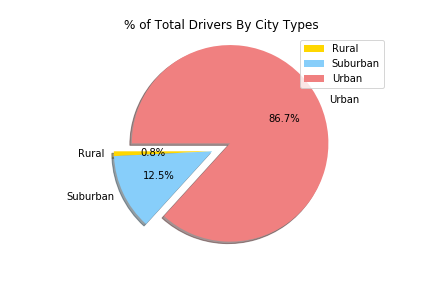 % of Total Drivers By City Types
Rural
Suburban
Urban
Urban
86.7%
Rural
0.8%
12.5%
Suburban